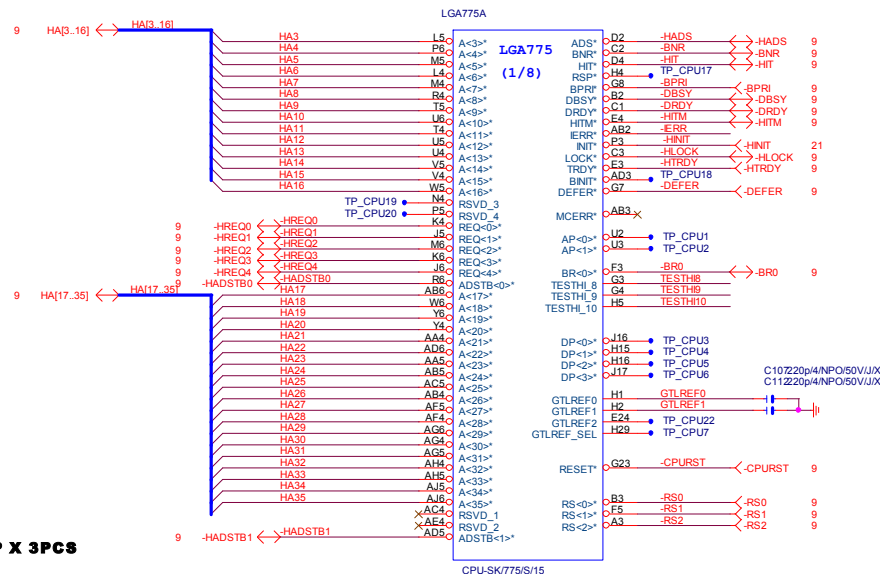 LGA775A
LGA775
(1/8)
9 HA[3..16] HA[3..16]
HA3 L5 A<3>*
HA4 P6 A<4>*
HA5 M5 A<5>*
HA6 L4 A<6>*
HA7 M4 A<7>*
HA8 R4 A<8>*
HA9 T5 A<9>*
HA10 U6 A<10>*
HA11 T4 A<11>*
HA12 U5 A<12>*
HA13 U4 A<13>*
HA14 V5 A<14>*
HA15 V4 A<15>*
HA16 W5 A<16>*
TP_CPU19 N4 RSVD_3
TP_CPU20 P5 RSVD_4
9 -HREQ0 -HREQ0 K4 REQ<0>*
9 -HREQ1 -HREQ1 J5 REQ<1>*
9 -HREQ2 -HREQ2 M6 REQ<2>*
9 -HREQ3 -HREQ3 K6 REQ<3>*
9 -HREQ4 -HREQ4 J6 REQ<4>*
9 -HADSTB0 -HADSTB0 R6 ADSTB<0>*
9 HA[17..35] HA[17..35]
HA17 AB6 A<17>*
HA18 W6 A<18>*
HA19 Y6 A<19>*
HA20 Y4 A<20>*
HA21 AA4 A<21>*
HA22 AD6 A<22>*
HA23 AA5 A<23>*
HA24 AB5 A<24>*
HA25 AC5 A<25>*
HA26 AB4 A<26>*
HA27 AF5 A<27>*
HA28 AF4 A<28>*
HA29 AG6 A<29>*
HA30 AG4 A<30>*
HA31 AG5 A<31>*
HA32 AH4 A<32>*
HA33 AH5 A<33>*
HA34 AJ5 A<34>*
HA35 AJ6 A<35>*
AC4 RSVD_1
AE4 RSVD_2
9 -HADSTB1 -HADSTB1 AD5 ADSTB<1>*
ADS* D2 -HADS -HADS 9
BNR* C2 -BNR -BNR 9
HIT* D4 -HIT -HIT 9
RSP* H4 TP_CPU17
BPRI* G8 -BPRI -BPRI 9
DBSY* B2 -DBSY -DBSY 9
DRDY* C1 -DRDY -DRDY 9
HITM* E4 -HITM -HITM 9
IERR* AB2 -IERR
INIT* P3 -HINIT -HINIT 21
LOCK* C3 -HLOCK -HLOCK 9
TRDY* E3 -HTRDY -HTRDY 9
BINIT* AD3 TP_CPU18
DEFER* G7 -DEFER -DEFER 9
MCERR* AB3
AP<0>* U2 TP_CPU1
AP<1>* U3 TP_CPU2
BR<0>* F3 -BR0 -BR0 9
TESTHI_8 G3 TESTHI8
TESTHI_9 G4 TESTHI9
TESTHI_10 H5 TESTHI10
DP<0>* J16 TP_CPU3
DP<1>* H15 TP_CPU4
DP<2>* H16 TP_CPU5
DP<3>* J17 TP_CPU6
C107220p/4/NPO/50V/J/X
C112220p/4/NPO/50V/J/X
GTLREF0 H1 GTLREF0
GTLREF1 H2 GTLREF1
GTLREF2 E24 TP_CPU22
GTLREF_SEL H29 TP_CPU7
RESET* G23 -CPURST -CPURST 9
RS<0>* B3 -RS0 -RS0 9
RS<1>* F5 -RS1 -RS1 9
RS<2>* A3 -RS2 -RS2 9
P X 3PCS
CPU-SK/775/S/15